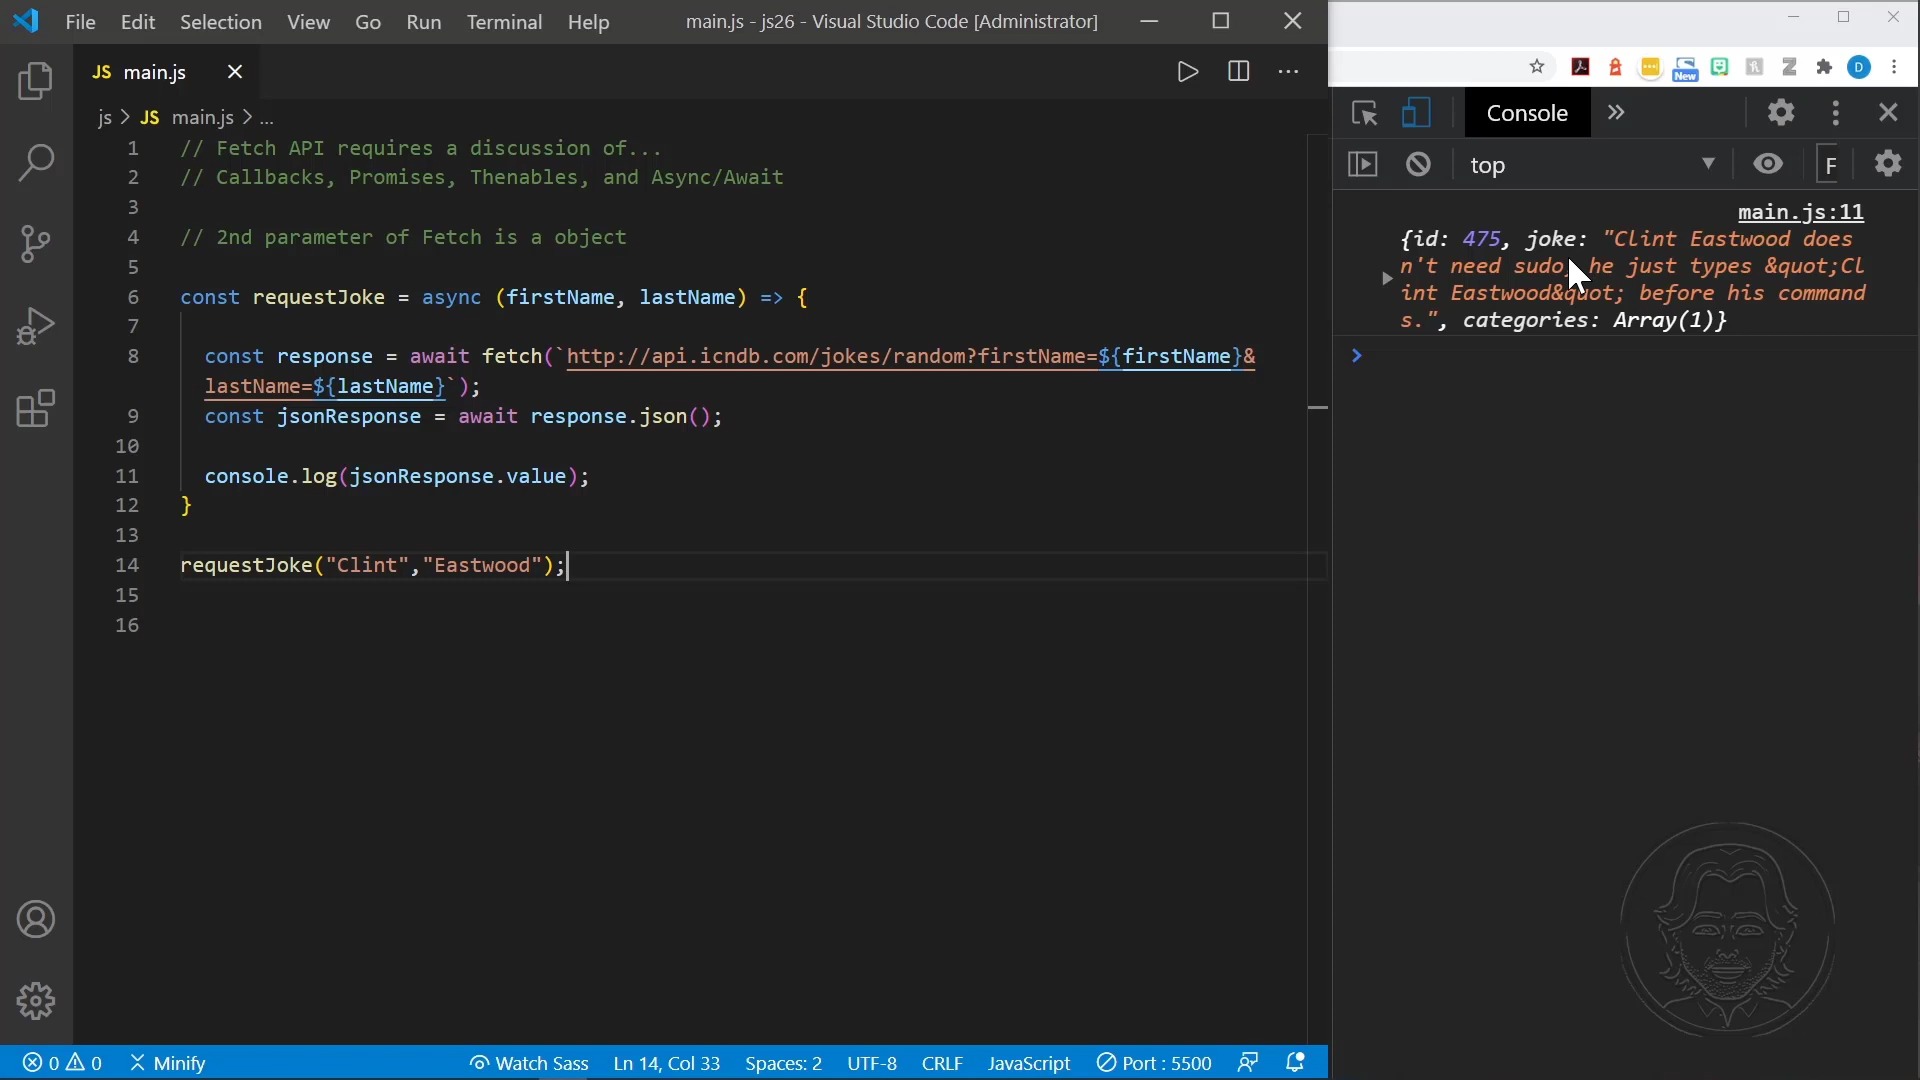 File Edit Selection View Go Run Terminal Help main.js - js26 - Visual Studio Code [Administrator]
JS main.js
js > JS main.js > ...
1 // Fetch API requires a discussion of...
2 // Callbacks, Promises, Thenables, and Async/Await
3
4 // 2nd parameter of Fetch is a object
5
6 const requestJoke = async (firstName, lastName) => {
7
8 const response = await fetch(`http://api.icndb.com/jokes/random?firstName=${firstName}&
lastName=${lastName}`);
9 const jsonResponse = await response.json();
10
11 console.log(jsonResponse.value);
12 }
13
14 requestJoke("Clint","Eastwood");
15
16
0 0 Minify Watch Sass Ln 14, Col 33 Spaces: 2 UTF-8 CRLF JavaScript Port : 5500
New D
Console
top F
main.js:11
{id: 475, joke: "Clint Eastwood does
n't need sudo, he just types &quot;Cl
int Eastwood&quot; before his command
s.", categories: Array(1)}